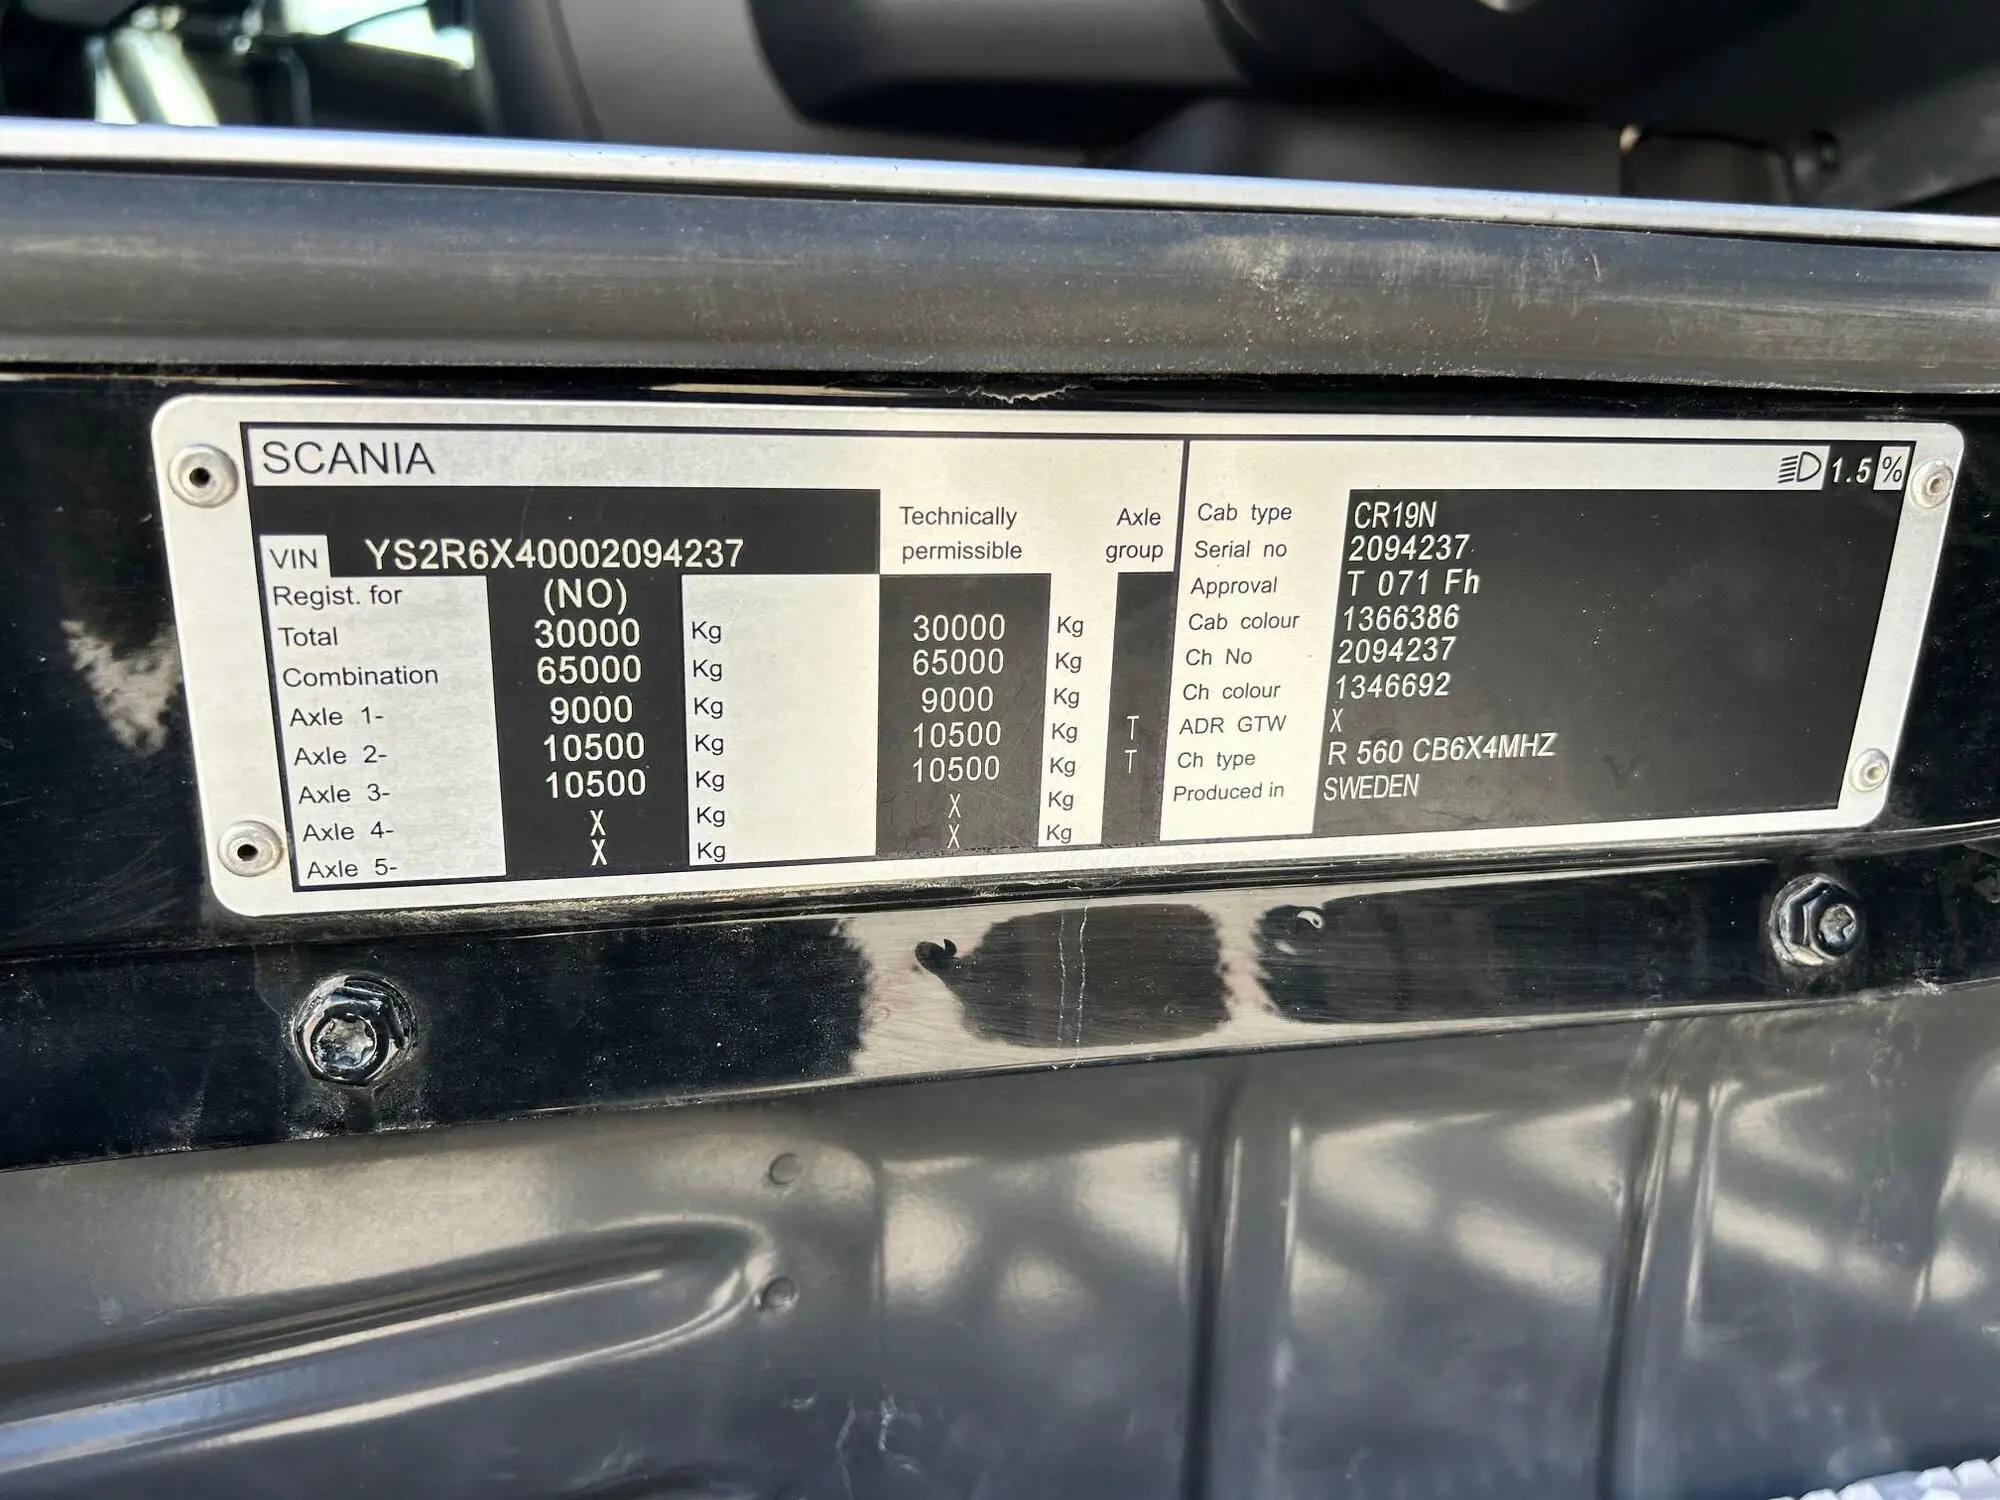 SCANIA
VIN YS2R6X40002094237
Technically permissible
Axle group
Regist. for (NO)
Total 30000 Kg 30000 Kg
Combination 65000 Kg 65000 Kg
Axle 1- 9000 Kg 9000 Kg
Axle 2- 10500 Kg 10500 Kg T
Axle 3- 10500 Kg 10500 Kg T
Axle 4- X Kg X Kg
Axle 5- X Kg X Kg
1.5 %
Cab type CR19N
Serial no 2094237
Approval T 071 Fh
Cab colour 1366386
Ch No 2094237
Ch colour 1346692
ADR GTW X
Ch type R 560 CB6X4MHZ
Produced in SWEDEN